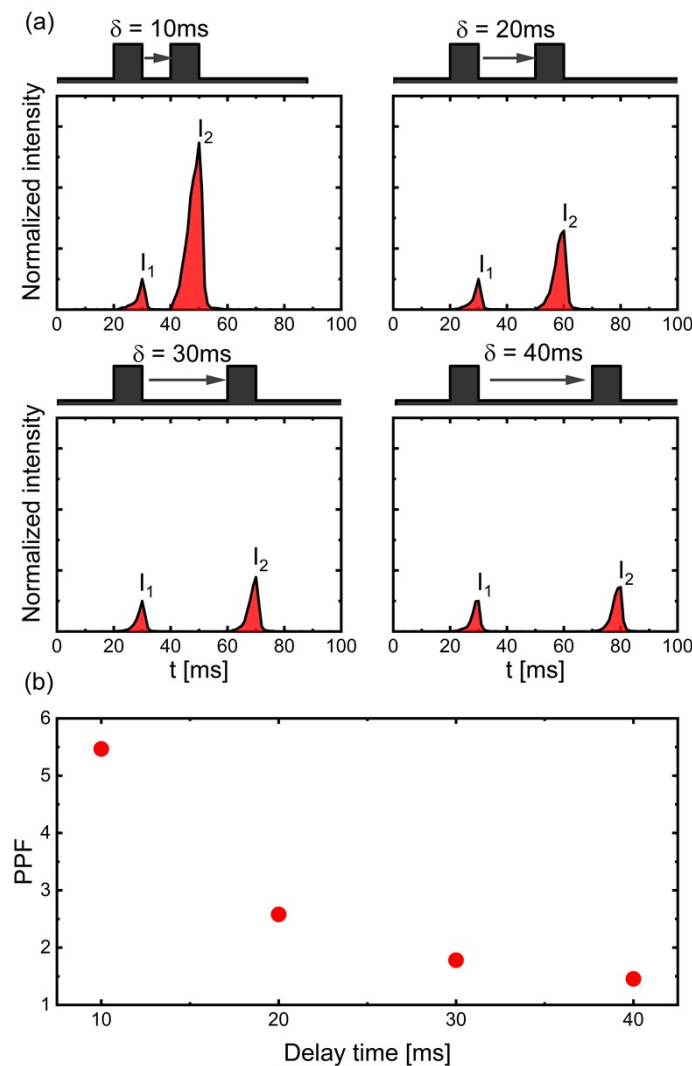 (a)
δ = 10ms
δ = 20ms
Normalized intensity
I₁
I₂
0 20 40 60 80 100
I₁
I₂
0 20 40 60 80 100
δ = 30ms
δ = 40ms
Normalized intensity
I₁
I₂
0 20 40 60 80 100
t [ms]
I₁
I₂
0 20 40 60 80 100
t [ms]
(b)
PPF
6
5
4
3
2
1
10 20 30 40
Delay time [ms]